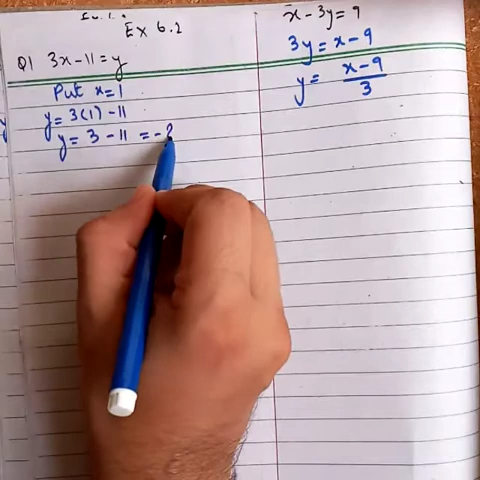 Ex 6.2
Q1 3x-11=y
Put x=1
y=3(1)-11
y= 3-11 =-
x-3y=9
3y=x-9
y= x-9
3